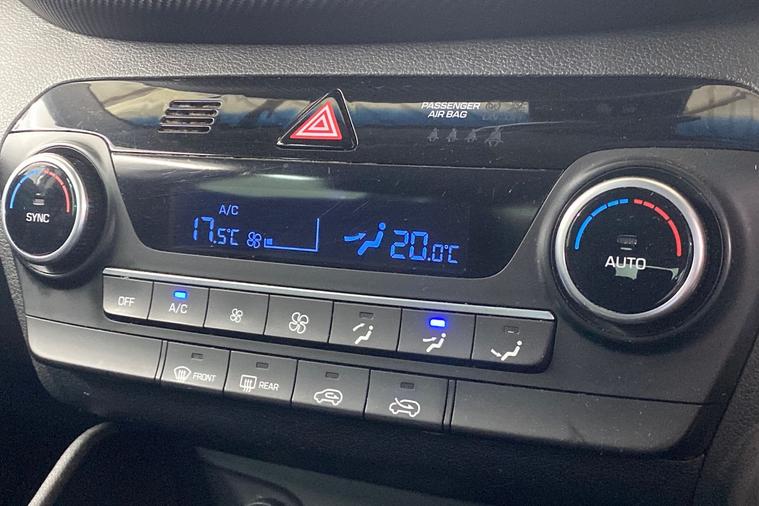 PASSENGER
AIR BAG
A/C
17.5°C
20.0°C
SYNC
AUTO
OFF
A/C
FRONT
REAR